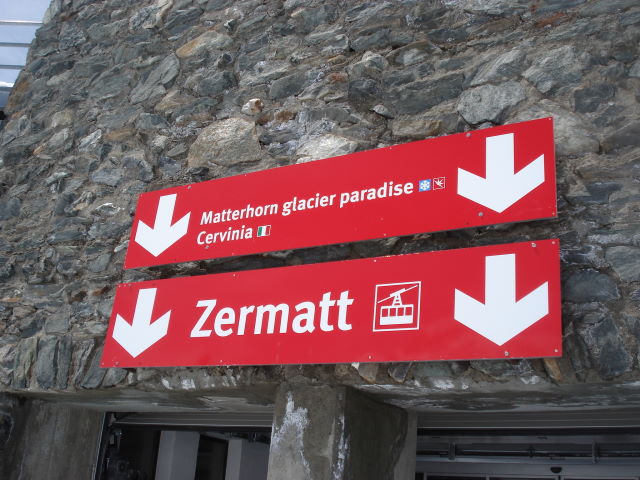 Matterhorn glacier paradise
Cervinia
Zermatt